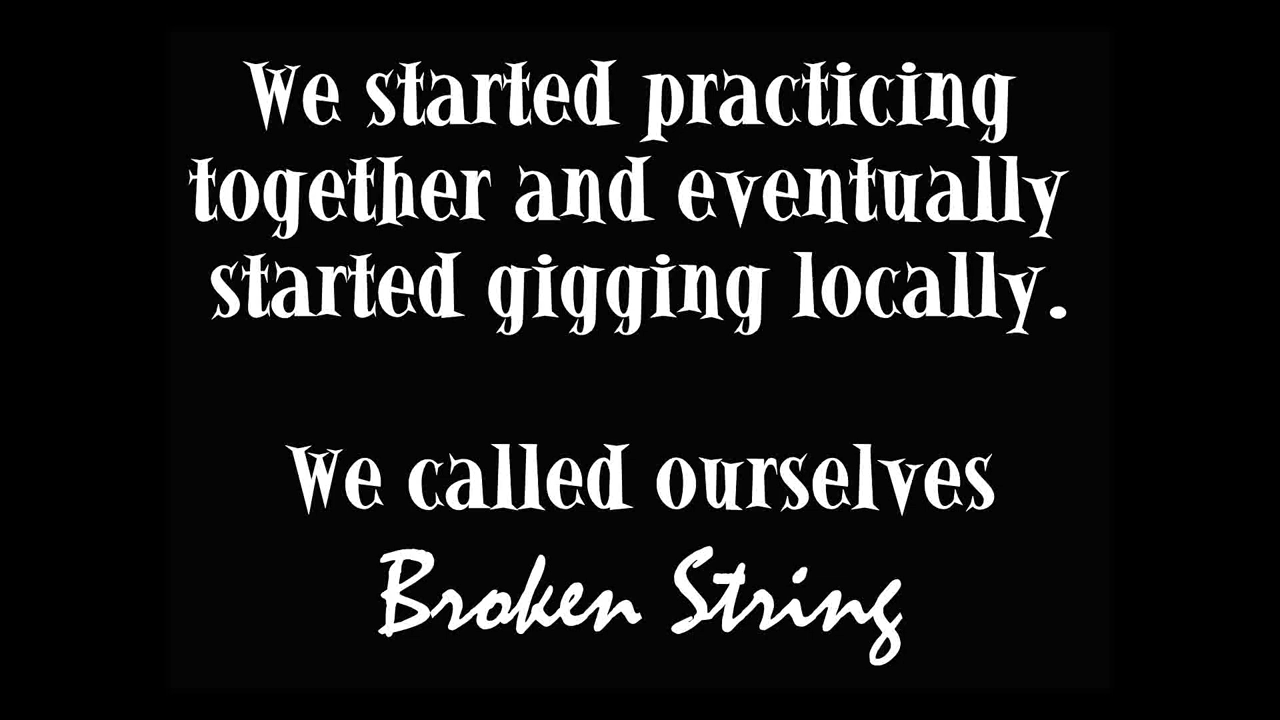 We started practicing
together and eventually
started gigging locally.
We called ourselves
Broken String